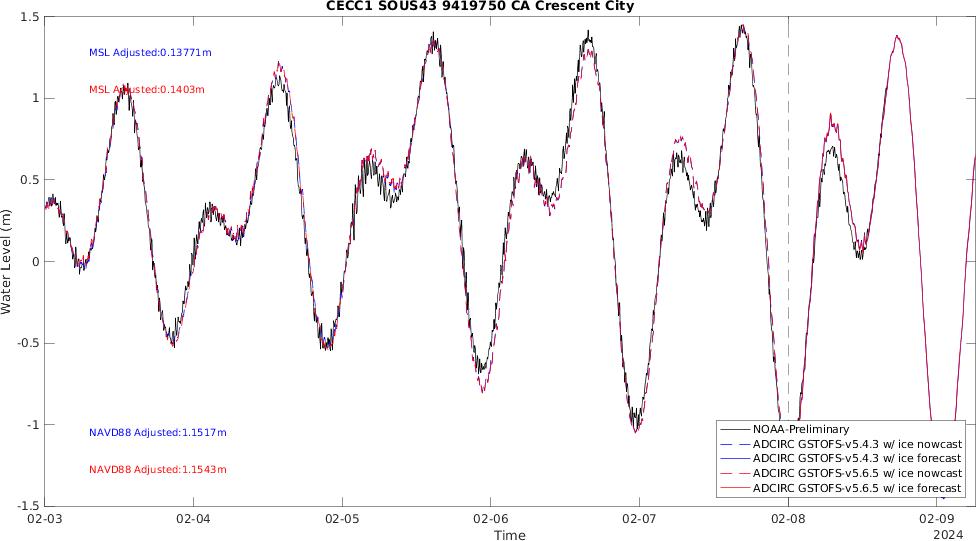 CECC1 SOUS43 9419750 CA Crescent City
1.5
1
0.5
0
-0.5
-1
-1.5
Water Level (m)
MSL Adjusted:0.13771m
MSL Adjusted:0.1403m
NAVD88 Adjusted:1.1517m
NAVD88 Adjusted:1.1543m
NOAA-Preliminary
ADCIRC GSTOFS-v5.4.3 w/ ice nowcast
ADCIRC GSTOFS-v5.4.3 w/ ice forecast
ADCIRC GSTOFS-v5.6.5 w/ ice nowcast
ADCIRC GSTOFS-v5.6.5 w/ ice forecast
02-03 02-04 02-05 02-06 02-07 02-08 02-09
Time
2024